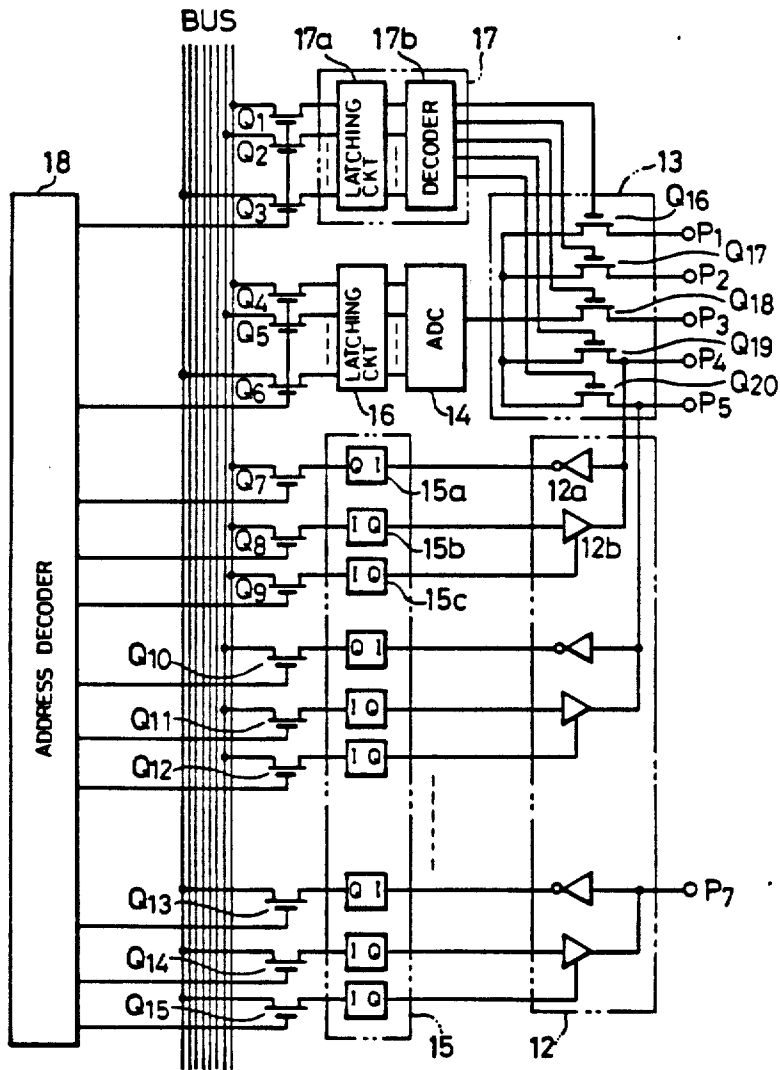 BUS
17a
17b
17
Q1
Q2
Q3
LATCHING
CKT
DECODER
18
13
Q16
P1
Q17
P2
Q18
P3
Q19
P4
Q20
P5
Q4
Q5
Q6
LATCHING
CKT
ADC
16
14
ADDRESS DECODER
Q7
Q I
15a
12a
Q8
I Q
15b
12b
Q9
I Q
15c
Q10
Q I
Q11
I Q
Q12
I Q
Q13
Q I
P7
Q14
I Q
Q15
I Q
15
12